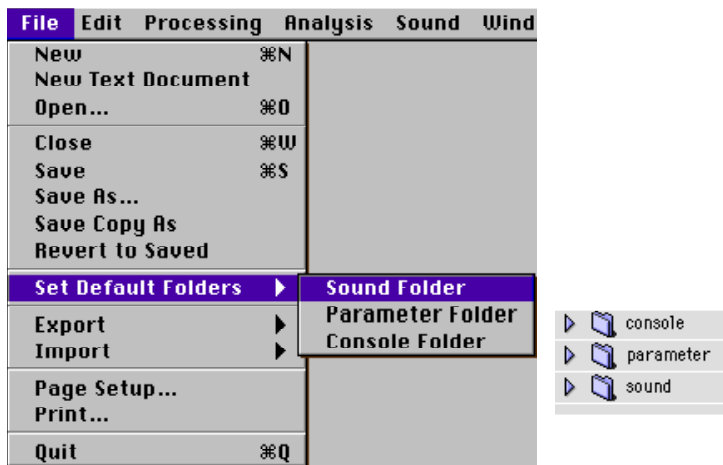 File Edit Processing Analysis Sound Wind
New ⌘N
New Text Document
Open... ⌘O
Close ⌘W
Save ⌘S
Save As...
Save Copy As
Revert to Saved
Set Default Folders
Sound Folder
Parameter Folder
Console Folder
Export
Import
Page Setup...
Print...
Quit ⌘Q
console
parameter
sound